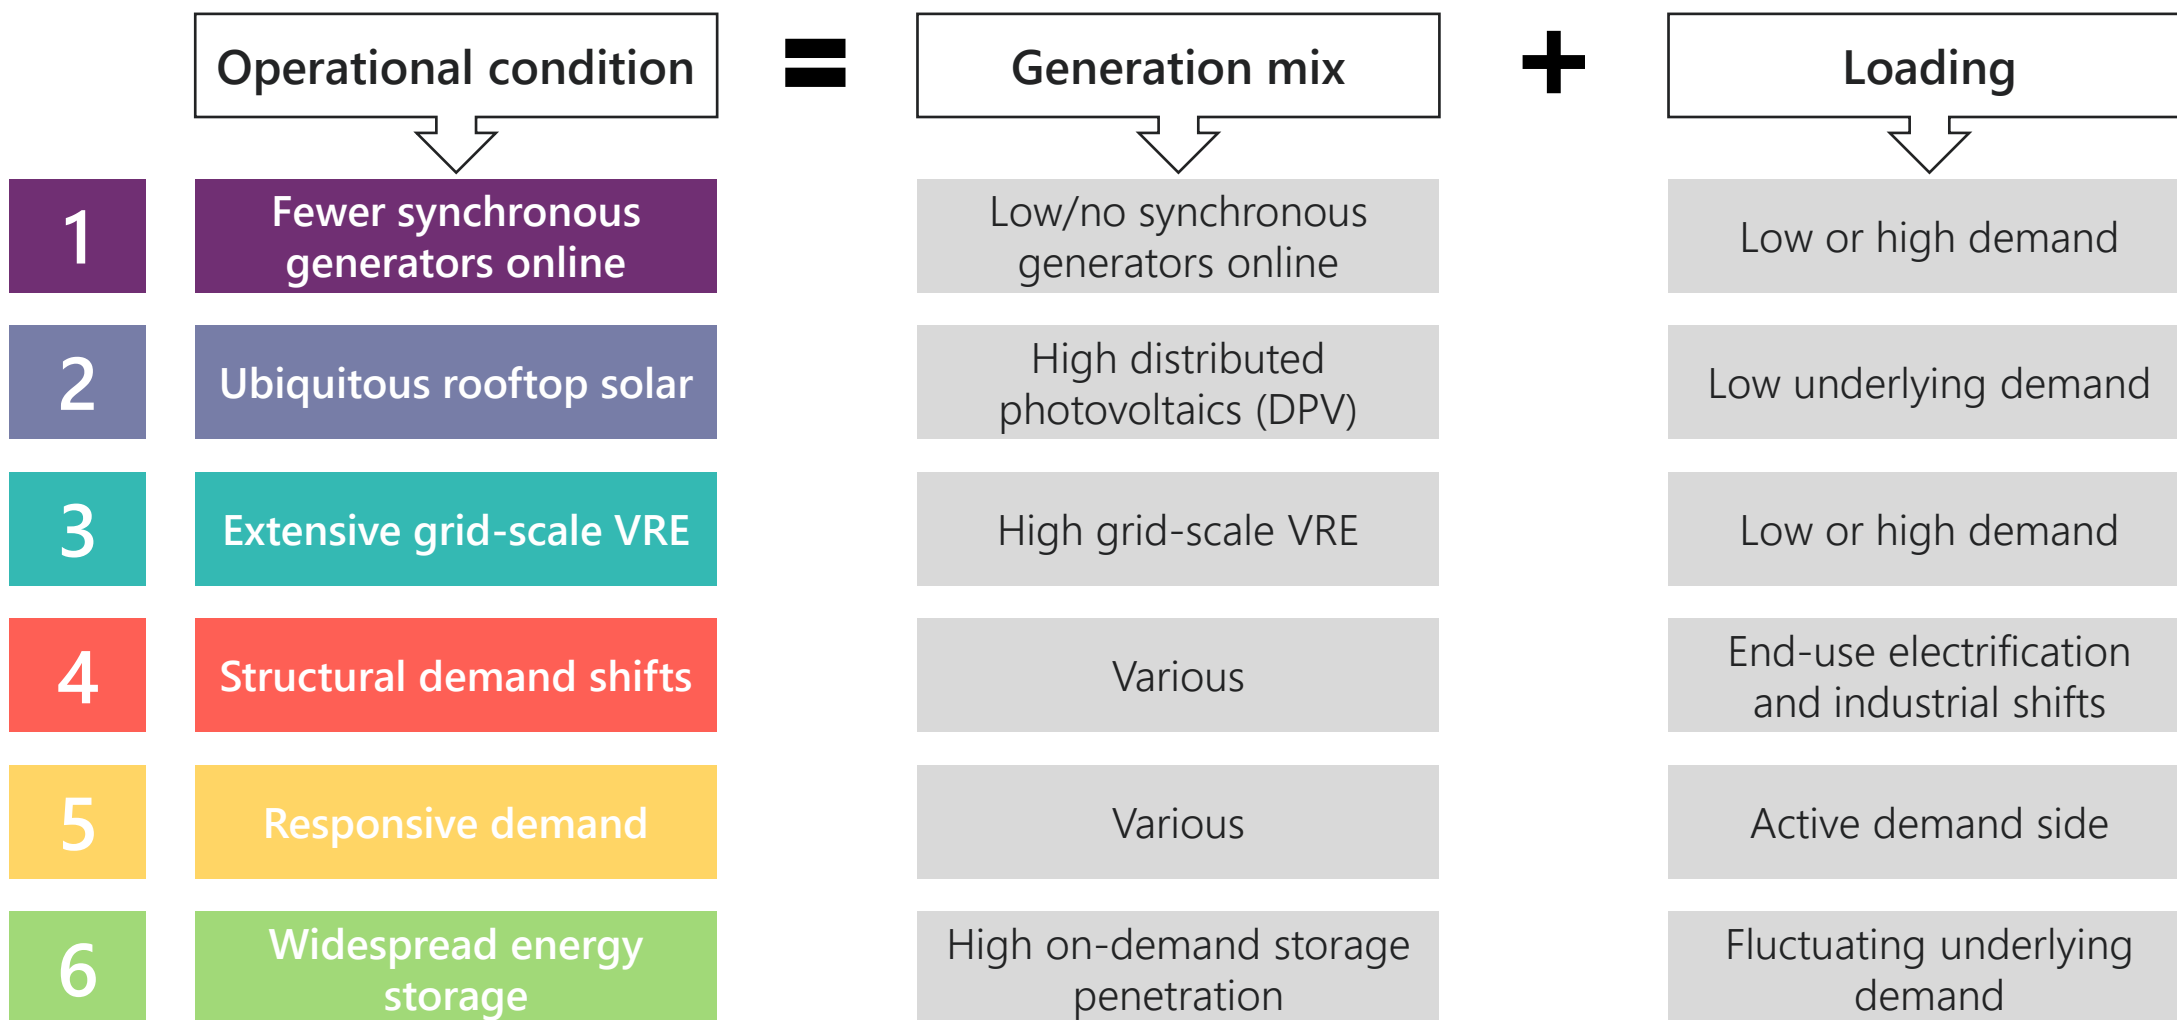 Operational condition = Generation mix + Loading
1 Fewer synchronous generators online Low/no synchronous generators online Low or high demand
2 Ubiquitous rooftop solar High distributed photovoltaics (DPV) Low underlying demand
3 Extensive grid-scale VRE High grid-scale VRE Low or high demand
4 Structural demand shifts Various End-use electrification and industrial shifts
5 Responsive demand Various Active demand side
6 Widespread energy storage High on-demand storage penetration Fluctuating underlying demand